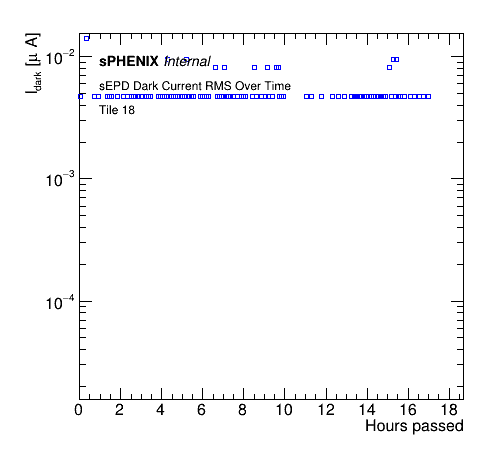 I_dark [μ A]
10⁻²
sPHENIX Internal
sEPD Dark Current RMS Over Time
Tile 18
10⁻³
10⁻⁴
0 2 4 6 8 10 12 14 16 18
Hours passed